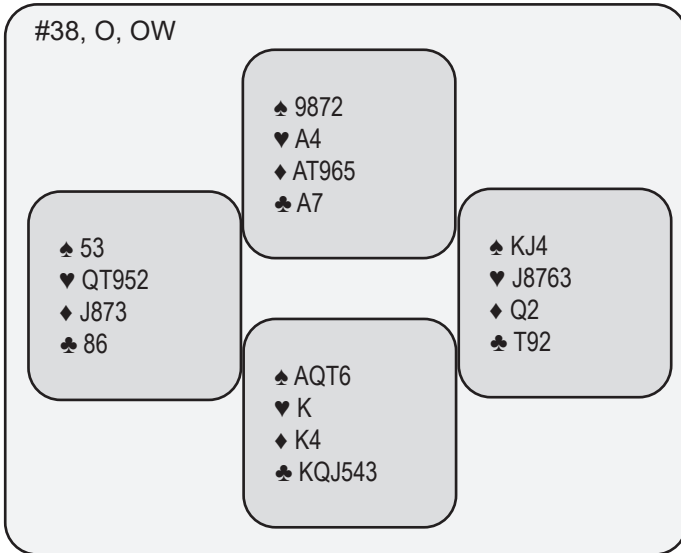 #38, O, OW
♠ 9872
♥ A4
♦ AT965
♣ A7
♠ 53
♥ QT952
♦ J873
♣ 86
♠ KJ4
♥ J8763
♦ Q2
♣ T92
♠ AQT6
♥ K
♦ K4
♣ KQJ543